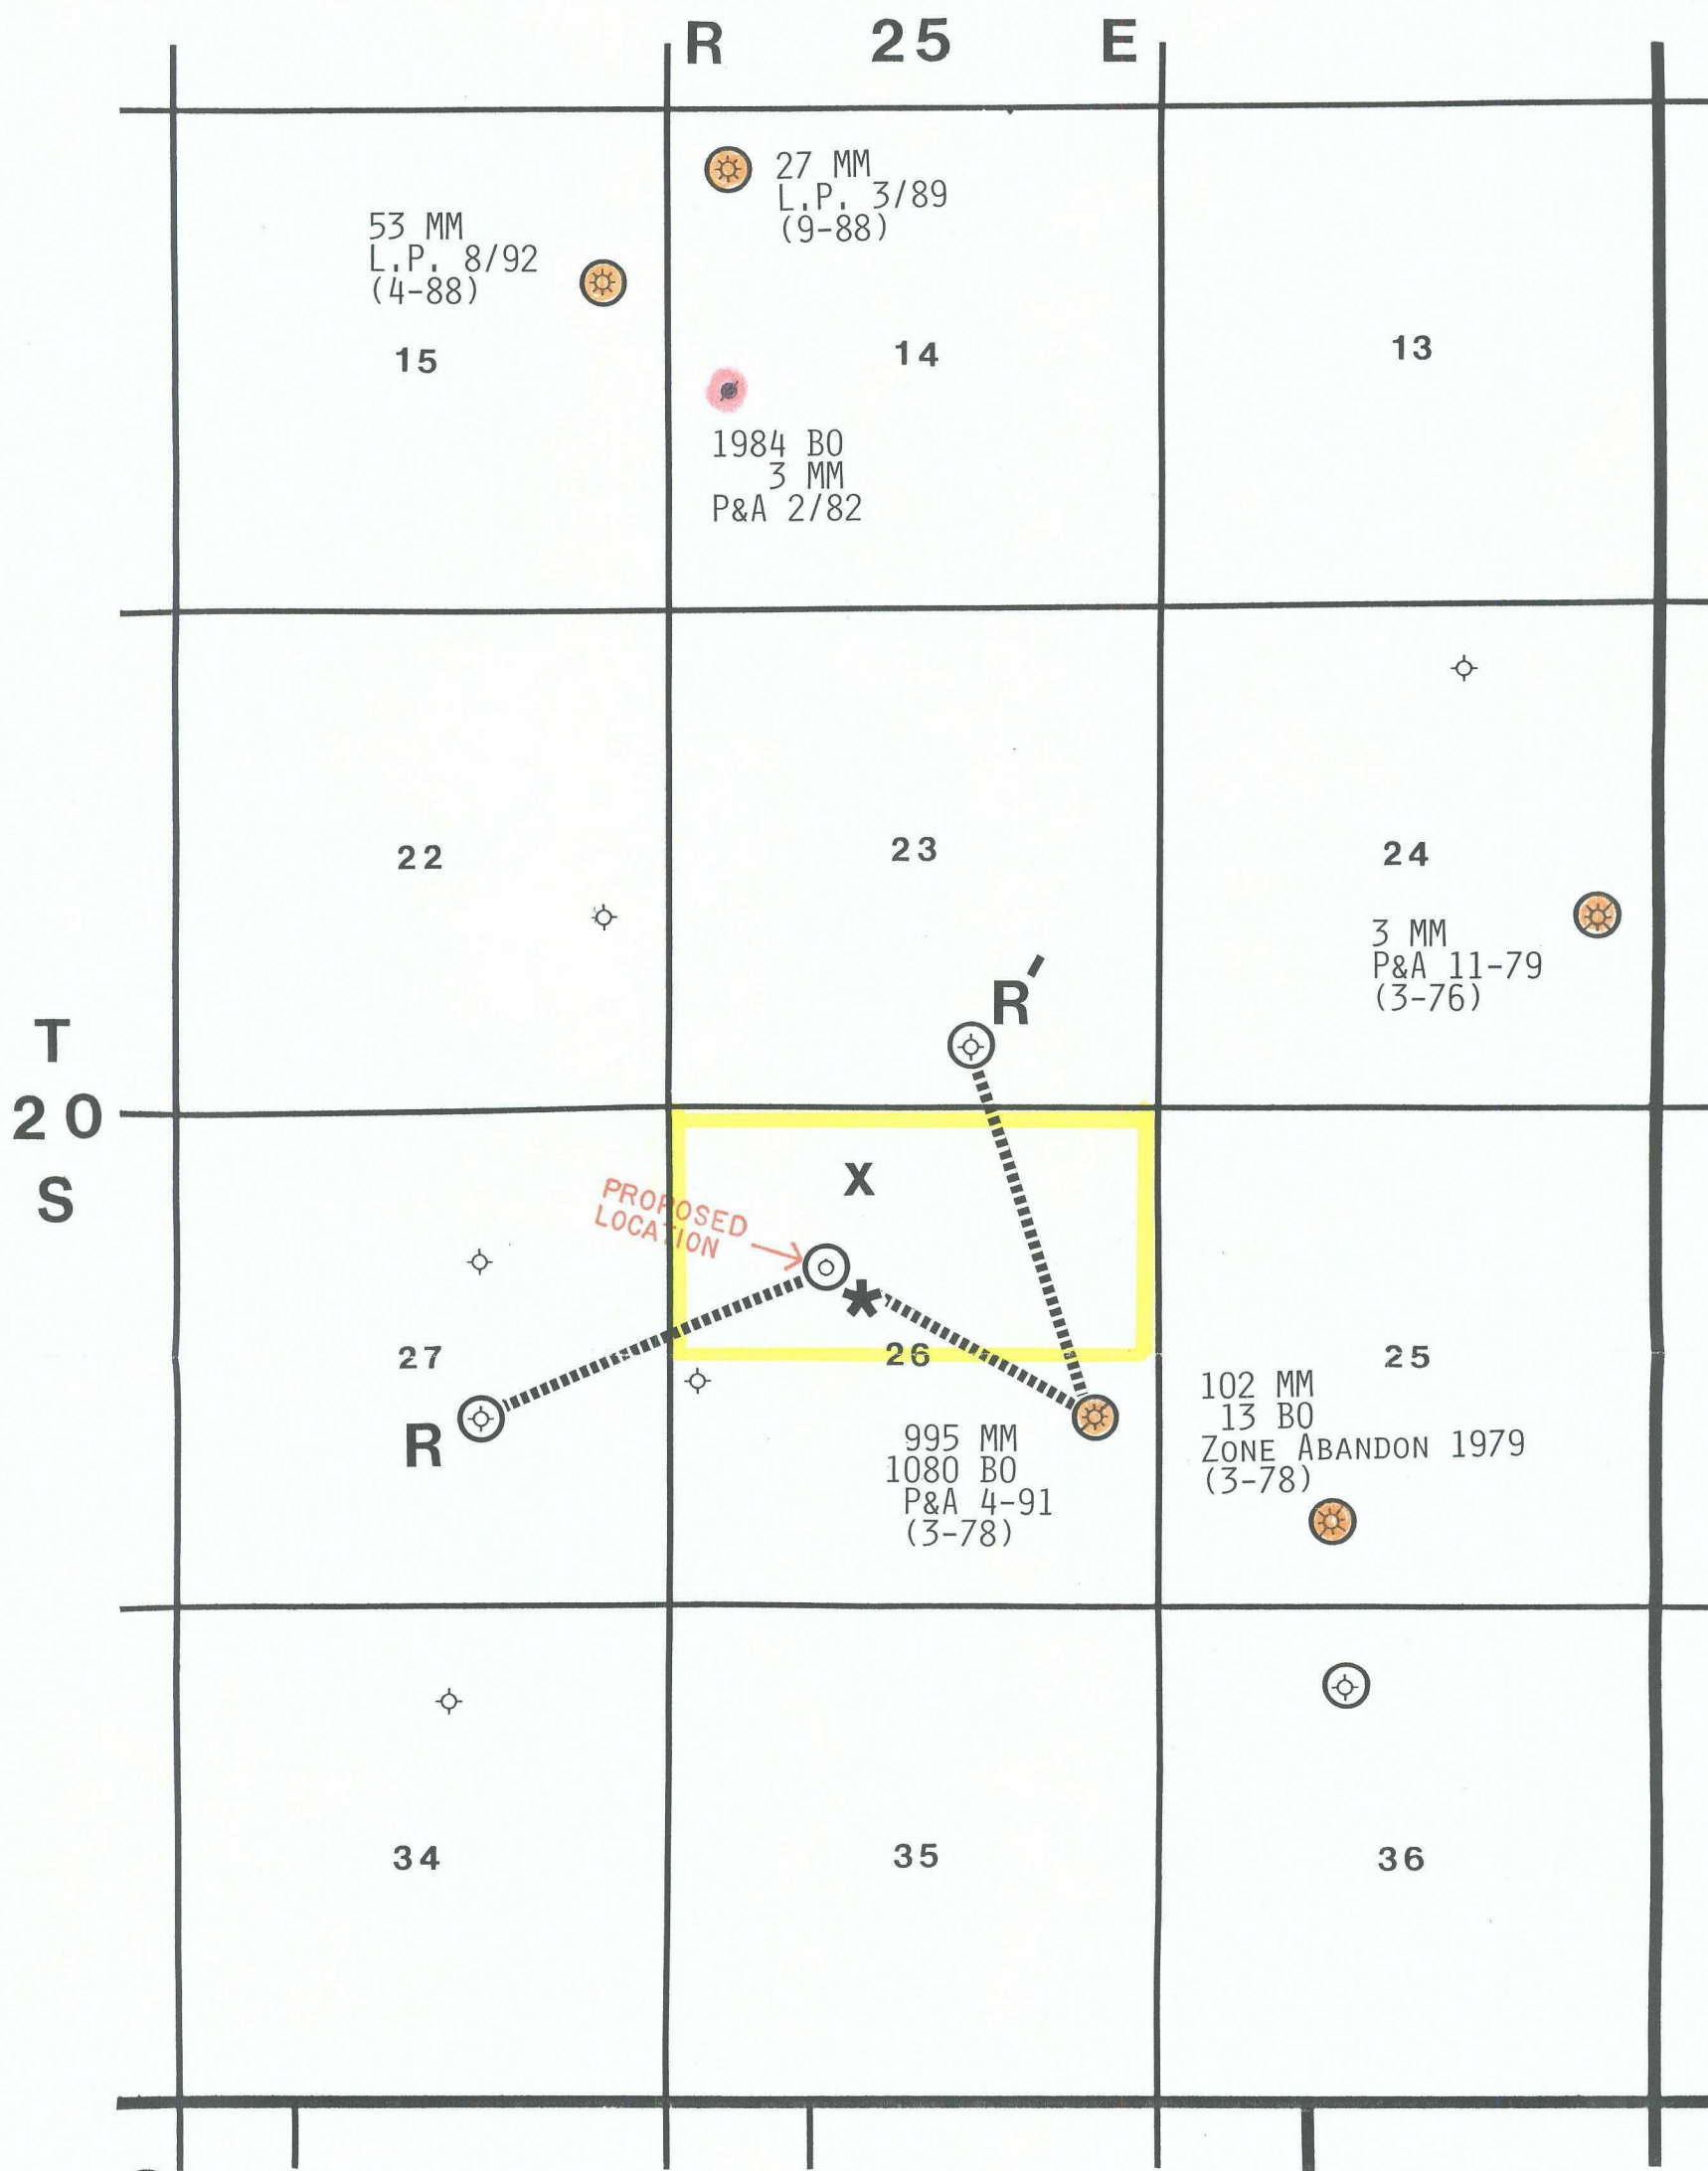 R 25 E
27 MM
L.P. 3/89
(9-88)
53 MM
L.P. 8/92
(4-88)
15
14
13
1984 BO
3 MM
P&A 2/82
22
23
24
3 MM
P&A 11-79
(3-76)
R'
T
20
S
X
PROPOSED
LOCATION
*
27
26
25
R
995 MM
1080 BO
P&A 4-91
(3-78)
102 MM
13 BO
ZONE ABANDON 1979
(3-78)
34
35
36